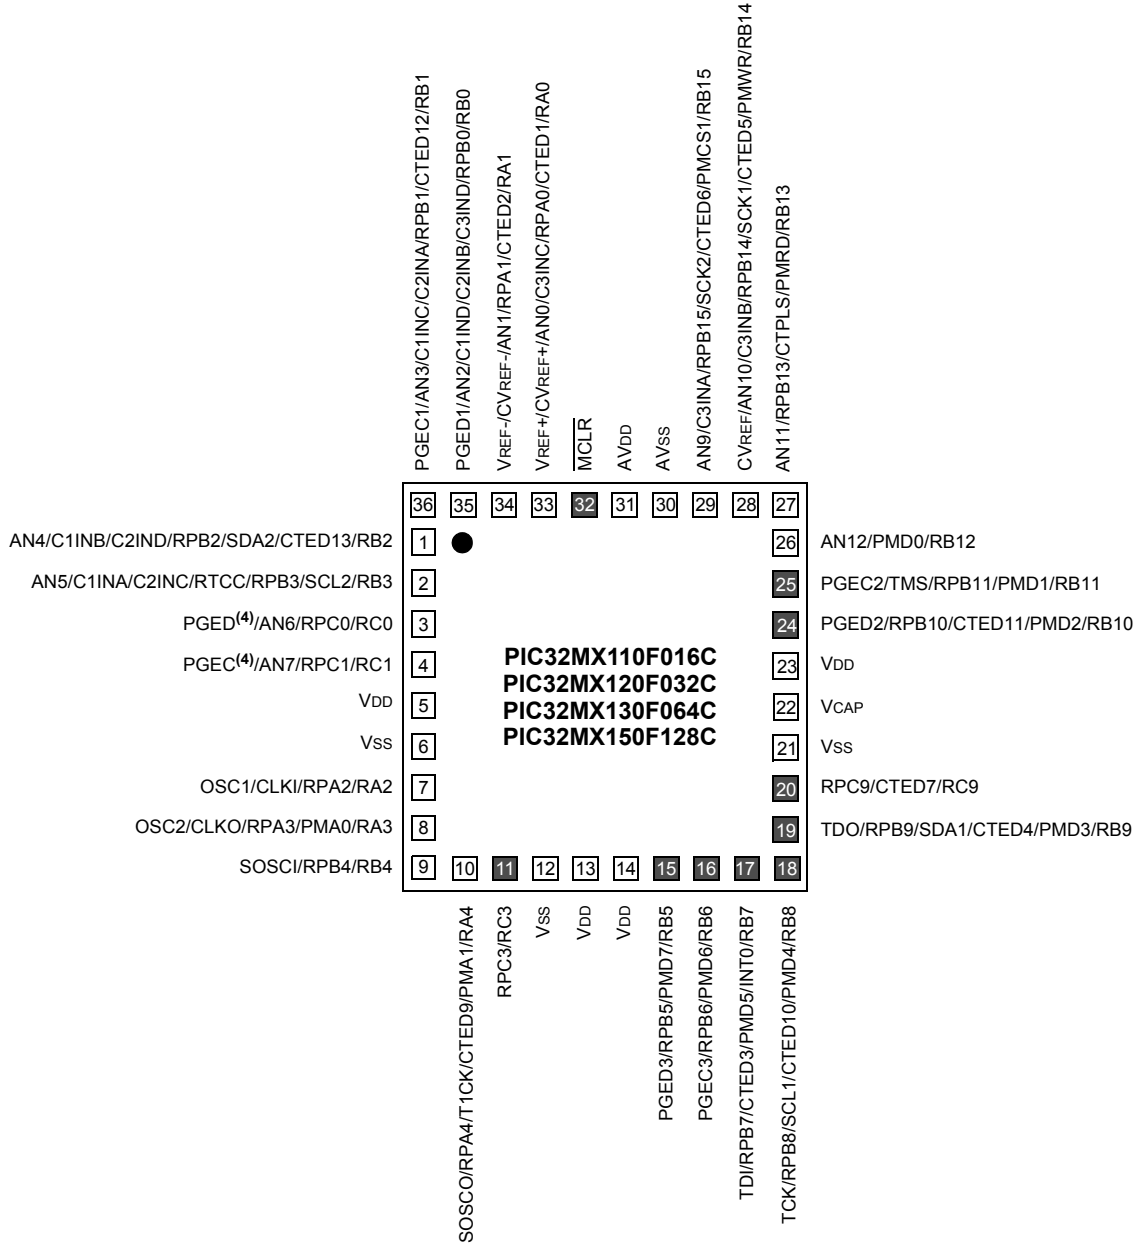 PGEC1/AN3/C1INC/C2INA/RPB1/CTED12/RB1
PGED1/AN2/C1IND/C2INB/C3IND/RPB0/RB0
VREF-/CVREF-/AN1/RPA1/CTED2/RA1
VREF+/CVREF+/AN0/C3INC/RPA0/CTED1/RA0
MCLR
AVDD
AVSS
AN9/C3INA/RPB15/SCK2/CTED6/PMCS1/RB15
CVREF/AN10/C3INB/RPB14/SCK1/CTED5/PMWR/RB14
AN11/RPB13/CTPLS/PMRD/RB13
36 35 34 33 32 31 30 29 28 27
AN4/C1INB/C2IND/RPB2/SDA2/CTED13/RB2 1
26 AN12/PMD0/RB12
AN5/C1INA/C2INC/RTCC/RPB3/SCL2/RB3 2
25 PGEC2/TMS/RPB11/PMD1/RB11
PGED(4)/AN6/RPC0/RC0 3
24 PGED2/RPB10/CTED11/PMD2/RB10
PGEC(4)/AN7/RPC1/RC1 4
23 VDD
VDD 5
22 VCAP
VSS 6
21 VSS
OSC1/CLKI/RPA2/RA2 7
20 RPC9/CTED7/RC9
OSC2/CLKO/RPA3/PMA0/RA3 8
19 TDO/RPB9/SDA1/CTED4/PMD3/RB9
SOSCI/RPB4/RB4 9
PIC32MX110F016C
PIC32MX120F032C
PIC32MX130F064C
PIC32MX150F128C
10 11 12 13 14 15 16 17 18
SOSCO/RPA4/T1CK/CTED9/PMA1/RA4
RPC3/RC3
VSS
VDD
VDD
PGED3/RPB5/PMD7/RB5
PGEC3/RPB6/PMD6/RB6
TDI/RPB7/CTED3/PMD5/INT0/RB7
TCK/RPB8/SCL1/CTED10/PMD4/RB8